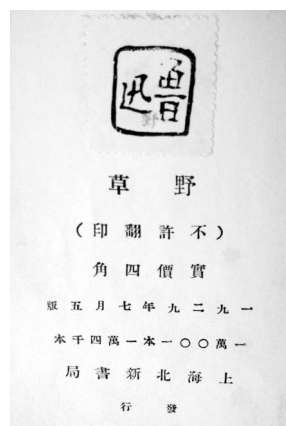 魯迅
野草
(不許翻印)
實價四角
一九二九年七月五版
一萬〇〇一本一萬四千本
上海北新書局
發行